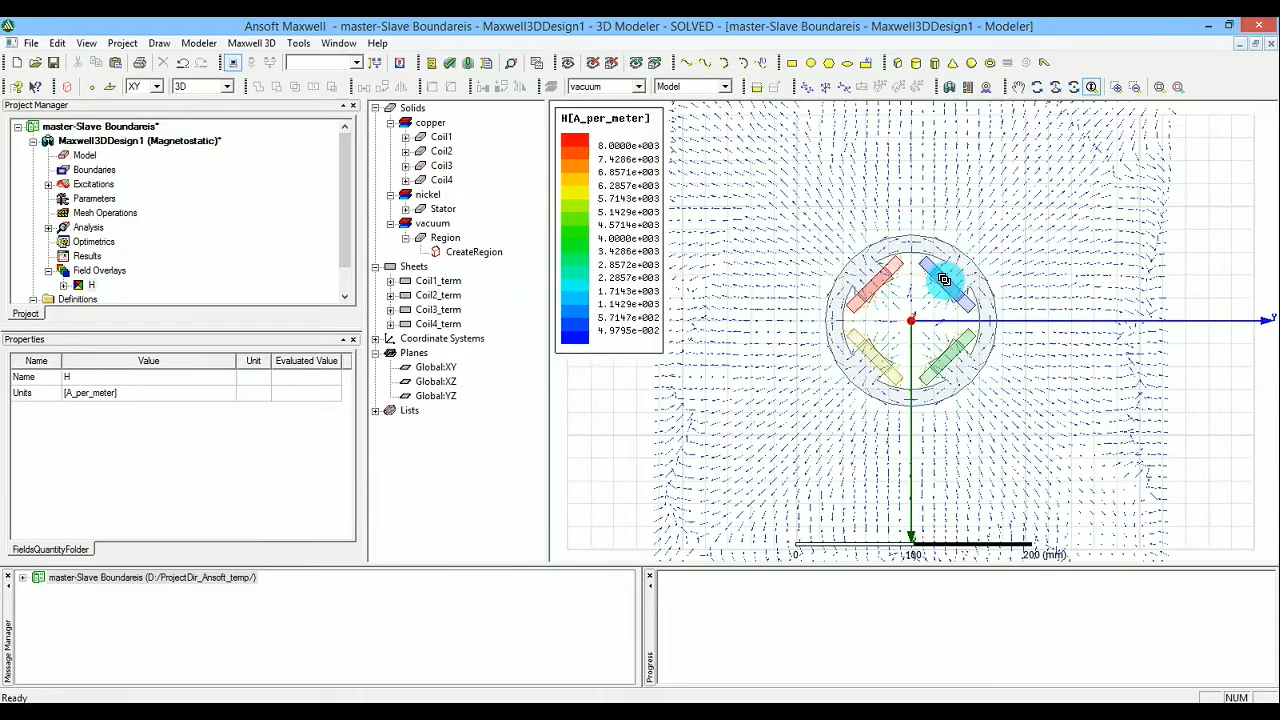 Ansoft Maxwell - master-Slave Boundareis - Maxwell3DDesign1 - 3D Modeler - SOLVED - [master-Slave Boundareis - Maxwell3DDesign1 - Modeler]
File Edit View Project Draw Modeler Maxwell 3D Tools Window Help
XY 3D vacuum Model
Project Manager
master-Slave Boundareis*
Maxwell3DDesign1 (Magnetostatic)*
Model
Boundaries
Excitations
Parameters
Mesh Operations
Analysis
Optimetrics
Results
Field Overlays
H
Definitions
Project
Properties
Name Value Unit Evaluated Value
Name H
Units [A_per_meter]
FieldsQuantityFolder
Solids
copper
Coil1
Coil2
Coil3
Coil4
nickel
Stator
vacuum
Region
CreateRegion
Sheets
Coil1_term
Coil2_term
Coil3_term
Coil4_term
Coordinate Systems
Planes
Global:XY
Global:XZ
Global:YZ
Lists
H[A_per_meter]
8.0000e+003
7.4286e+003
6.8571e+003
6.2857e+003
5.7143e+003
5.1429e+003
4.5714e+003
4.0000e+003
3.4286e+003
2.8572e+003
2.2857e+003
1.7143e+003
1.1429e+003
5.7147e+002
4.9795e-002
Y
0 100 200 (mm)
Message Manager
master-Slave Boundareis (D:/ProjectDir_Ansoft_temp/)
Progress
Ready
NUM